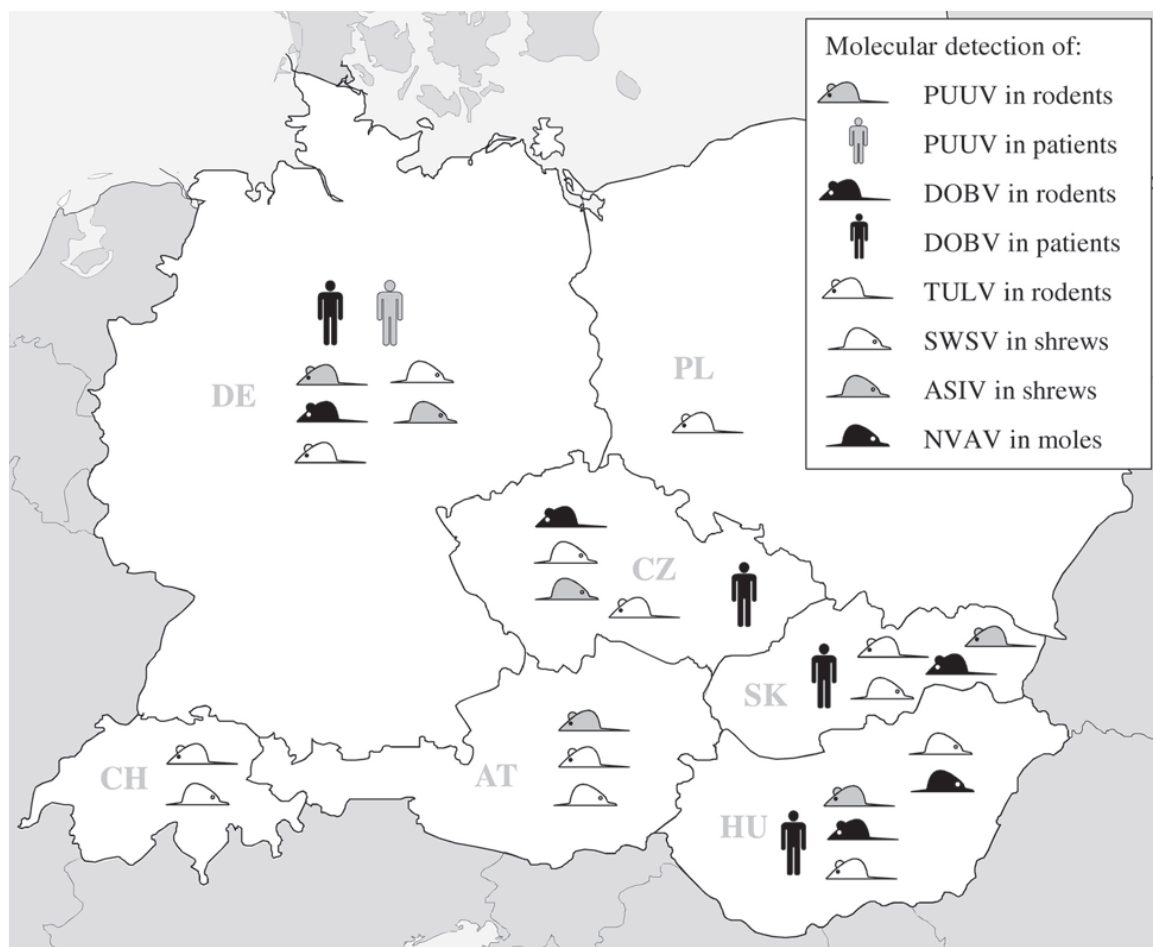 Molecular detection of:
PUUV in rodents
PUUV in patients
DOBV in rodents
DOBV in patients
TULV in rodents
SWSV in shrews
ASIV in shrews
NVAV in moles
DE
PL
CZ
SK
CH
AT
HU